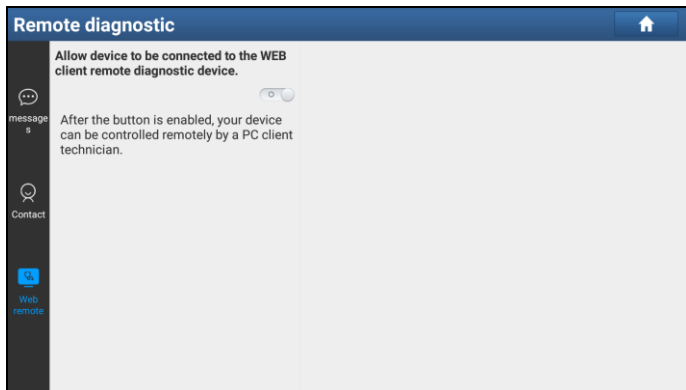 Remote diagnostic
Allow device to be connected to the WEB
client remote diagnostic device.
After the button is enabled, your device
can be controlled remotely by a PC client
technician.
message
s
Contact
Web
remote